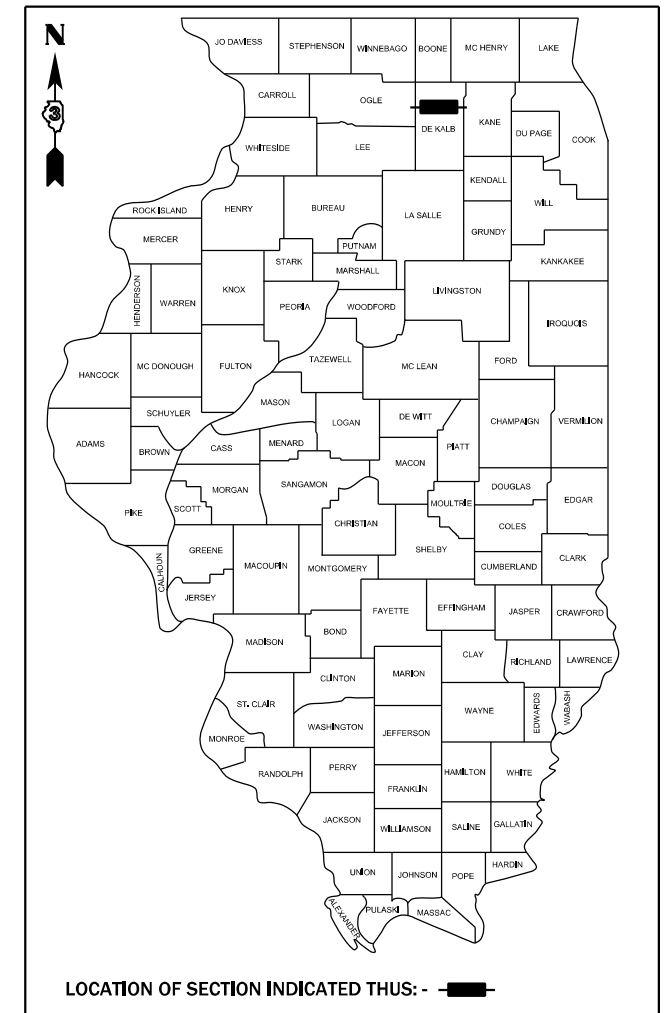 N
3
JO DAVIESS
STEPHENSON
WINNEBAGO
BOONE
MC HENRY
LAKE
CARROLL
OGLE
DE KALB
KANE
DU PAGE
COOK
WHITESIDE
LEE
KENDALL
WILL
ROCK ISLAND
HENRY
BUREAU
LA SALLE
GRUNDY
MERCER
PUTNAM
KANKAKEE
STARK
MARSHALL
HENDERSON
WARREN
KNOX
PEORIA
WOODFORD
LIVINGSTON
IROQUOIS
HANCOCK
MC DONOUGH
FULTON
TAZEWELL
MC LEAN
FORD
MASON
SCHUYLER
LOGAN
DE WITT
CHAMPAIGN
VERMILION
ADAMS
BROWN
CASS
MENARD
PIATT
MACON
MORGAN
SANGAMON
DOUGLAS
EDGAR
PIKE
SCOTT
CHRISTIAN
MOULTRIE
COLES
GREENE
MACOUPIN
MONTGOMERY
SHELBY
CUMBERLAND
CLARK
CALHOUN
JERSEY
FAYETTE
EFFINGHAM
JASPER
CRAWFORD
MADISON
BOND
CLAY
RICHLAND
LAWRENCE
CLINTON
MARION
ST. CLAIR
WAYNE
EDWARDS
WABASH
WASHINGTON
JEFFERSON
MONROE
RANDOLPH
PERRY
HAMILTON
WHITE
FRANKLIN
JACKSON
WILLIAMSON
SALINE
GALLATIN
UNION
JOHNSON
POPE
HARDIN
ALEXANDER
PULASKI
MASSAC
LOCATION OF SECTION INDICATED THUS: -